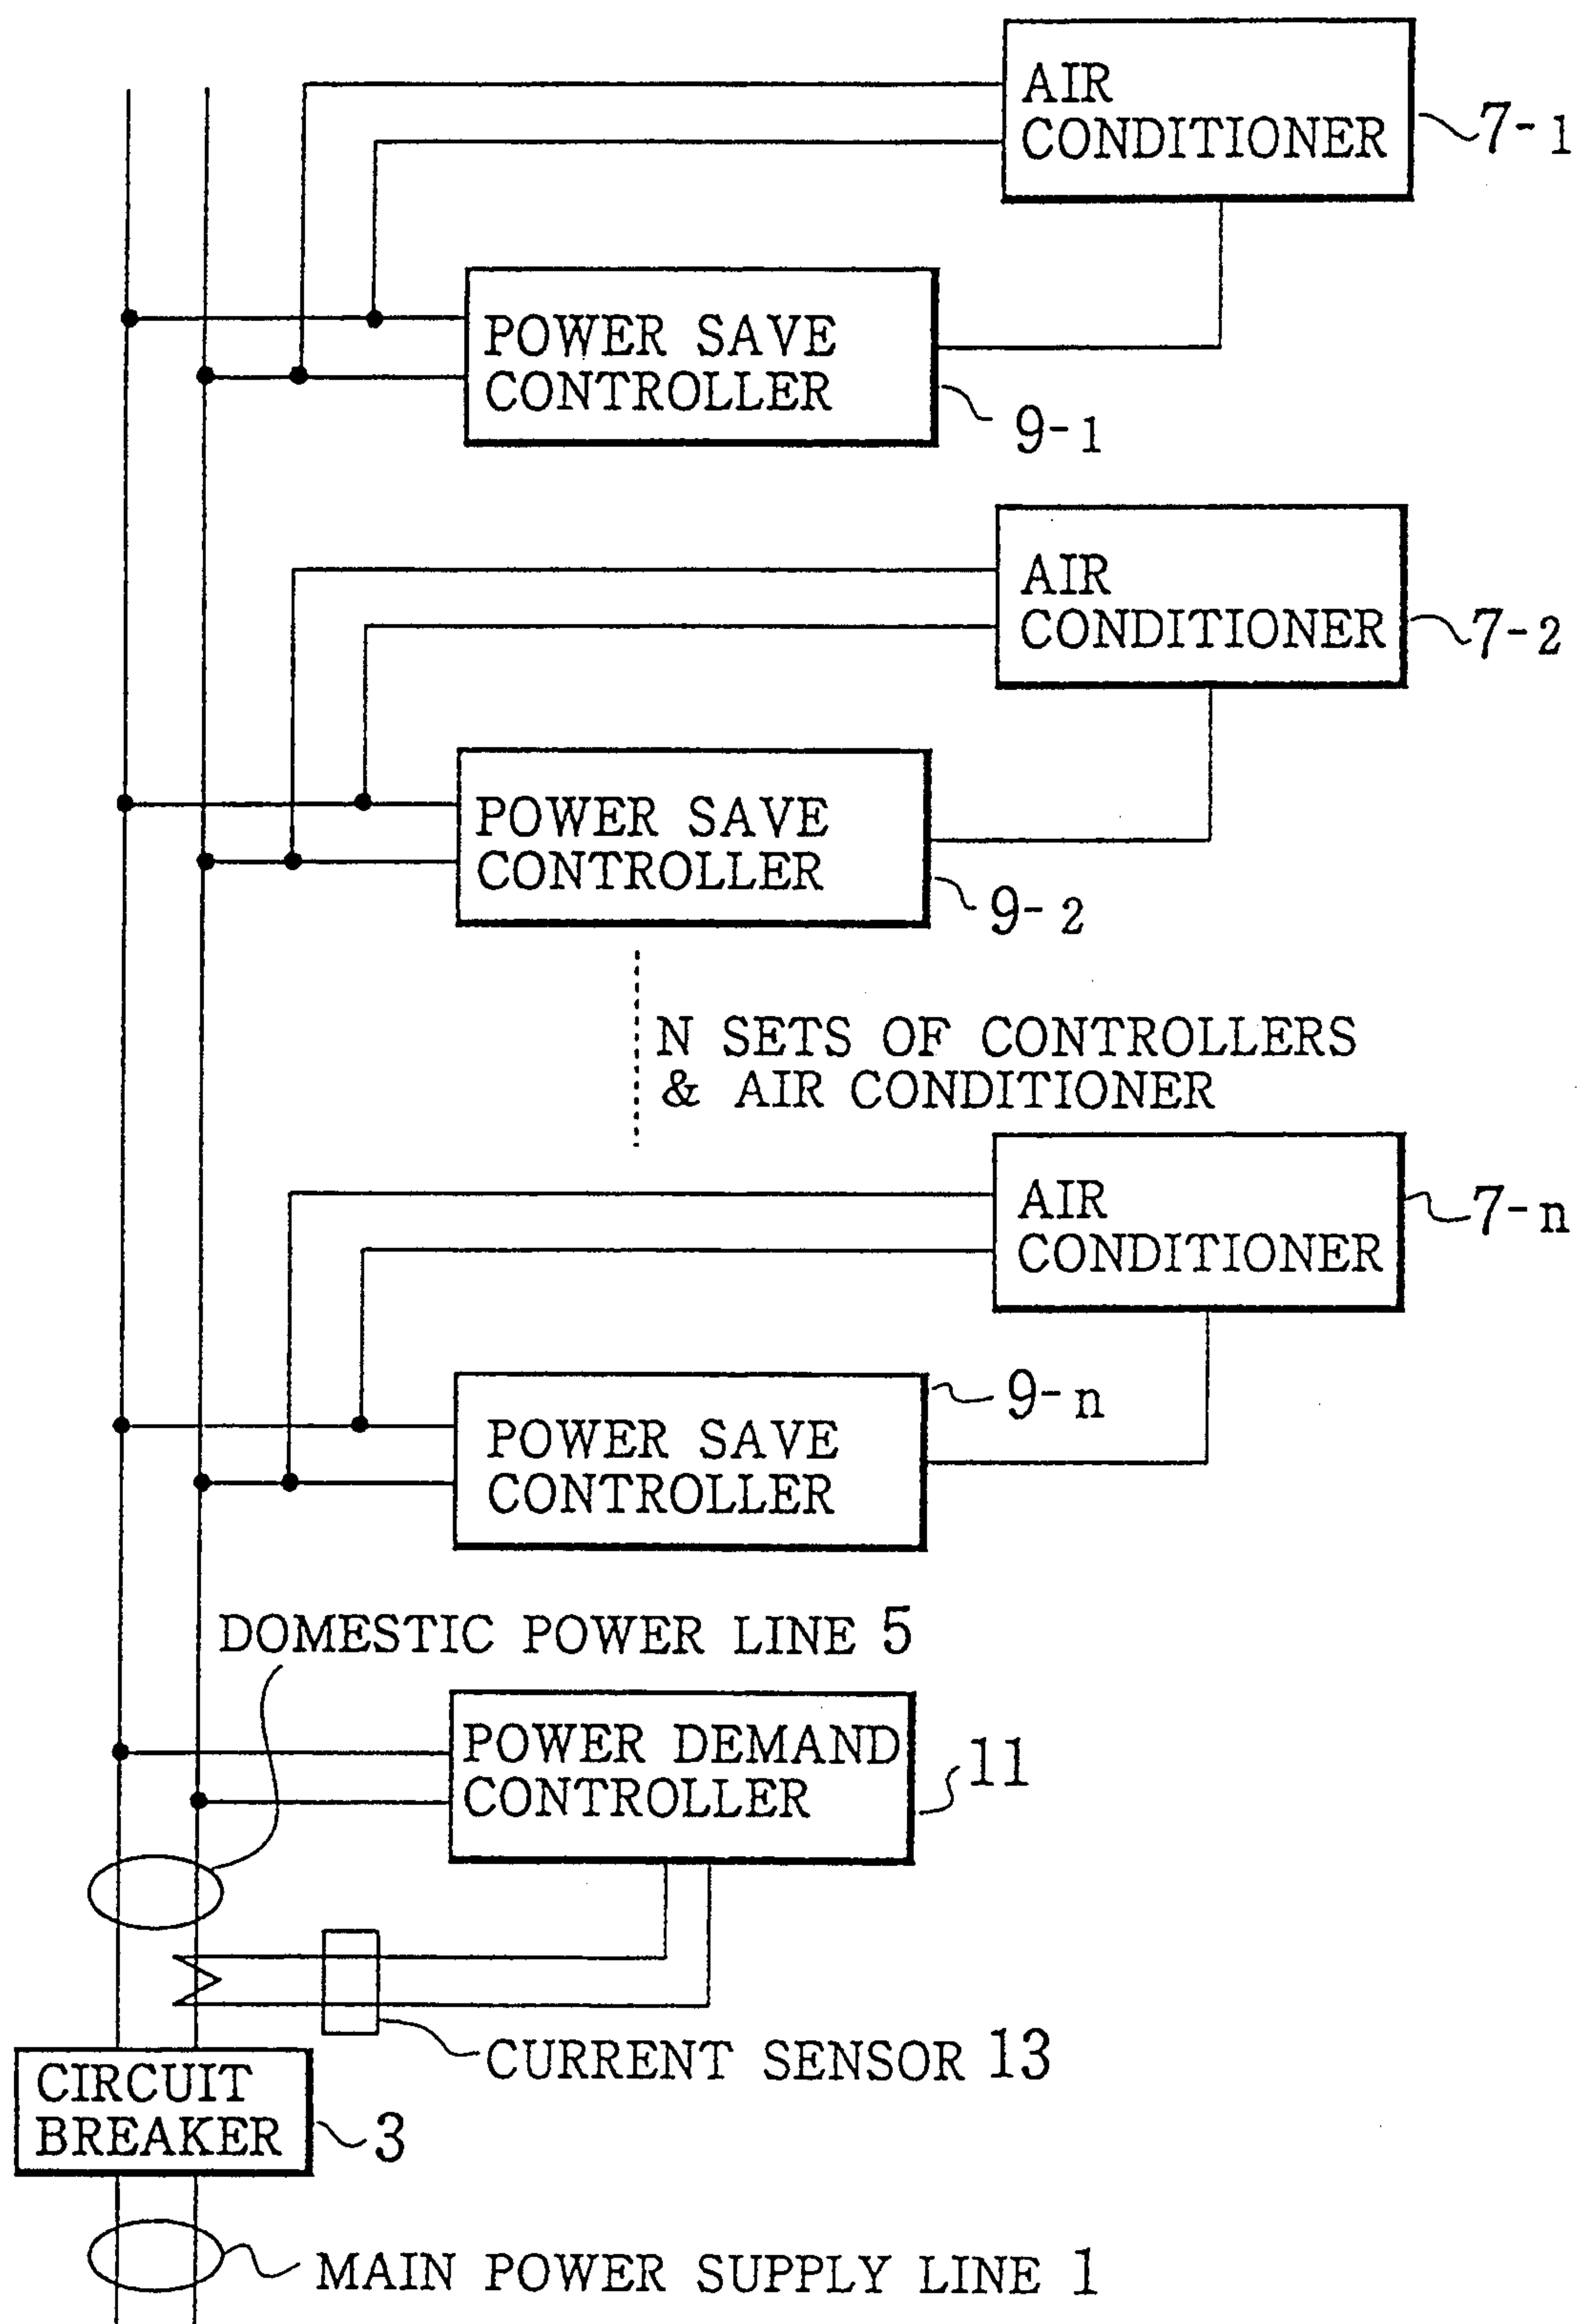 AIR
CONDITIONER
7-1
POWER SAVE
CONTROLLER
9-1
AIR
CONDITIONER
7-2
POWER SAVE
CONTROLLER
9-2
N SETS OF CONTROLLERS
& AIR CONDITIONER
AIR
CONDITIONER
7-n
9-n
POWER SAVE
CONTROLLER
DOMESTIC POWER LINE 5
POWER DEMAND
CONTROLLER
11
CURRENT SENSOR 13
CIRCUIT
BREAKER
3
MAIN POWER SUPPLY LINE 1